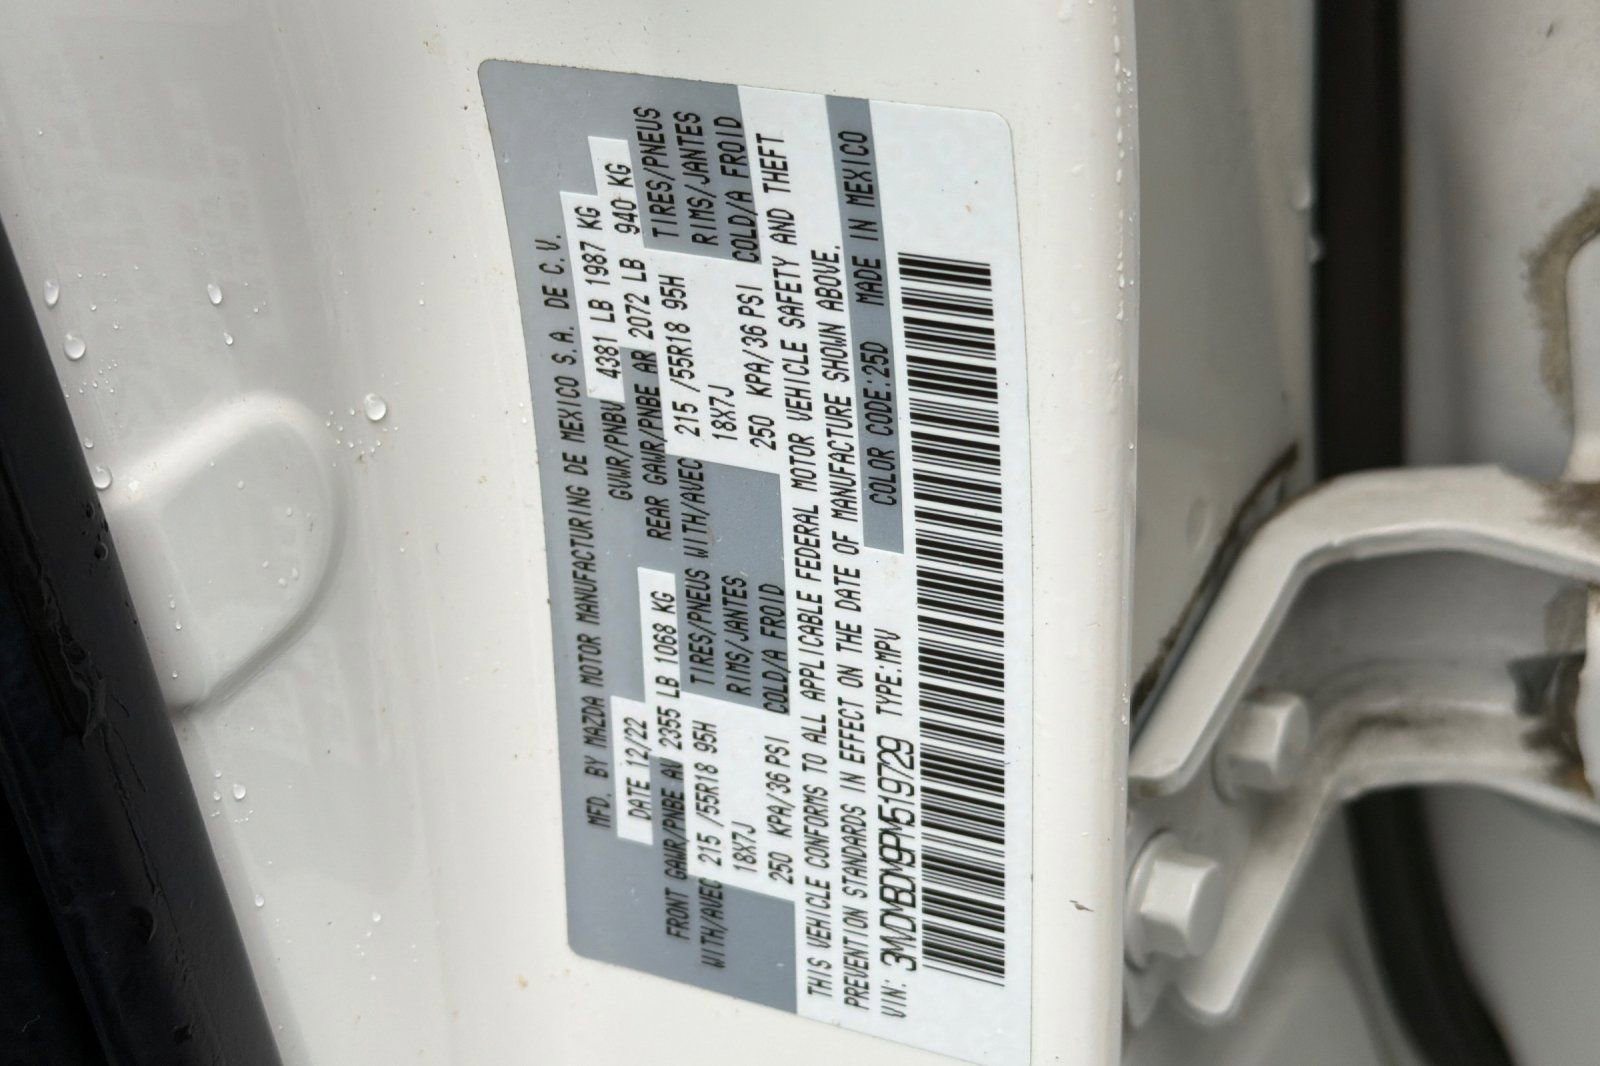 MFD. BY MAZDA MOTOR MANUFACTURING DE MEXICO S.A. DE C.V.
DATE 12/22 GVWR/PNBV 4381 LB 1987 KG
FRONT GAWR/PNBE AV 2355 LB 1068 KG REAR GAWR/PNBE AR 2072 LB 940 KG
WITH/AVEC 215 /55R18 95H TIRES/PNEUS WITH/AVEC 215 /55R18 95H TIRES/PNEUS
18X7J RIMS/JANTES 18X7J RIMS/JANTES
250 KPA/36 PSI COLD/A FROID 250 KPA/36 PSI COLD/A FROID
THIS VEHICLE CONFORMS TO ALL APPLICABLE FEDERAL MOTOR VEHICLE SAFETY AND THEFT
PREVENTION STANDARDS IN EFFECT ON THE DATE OF MANUFACTURE SHOWN ABOVE.
VIN: 3MVDMBDM9PM519729 TYPE:MPV COLOR CODE:25D MADE IN MEXICO